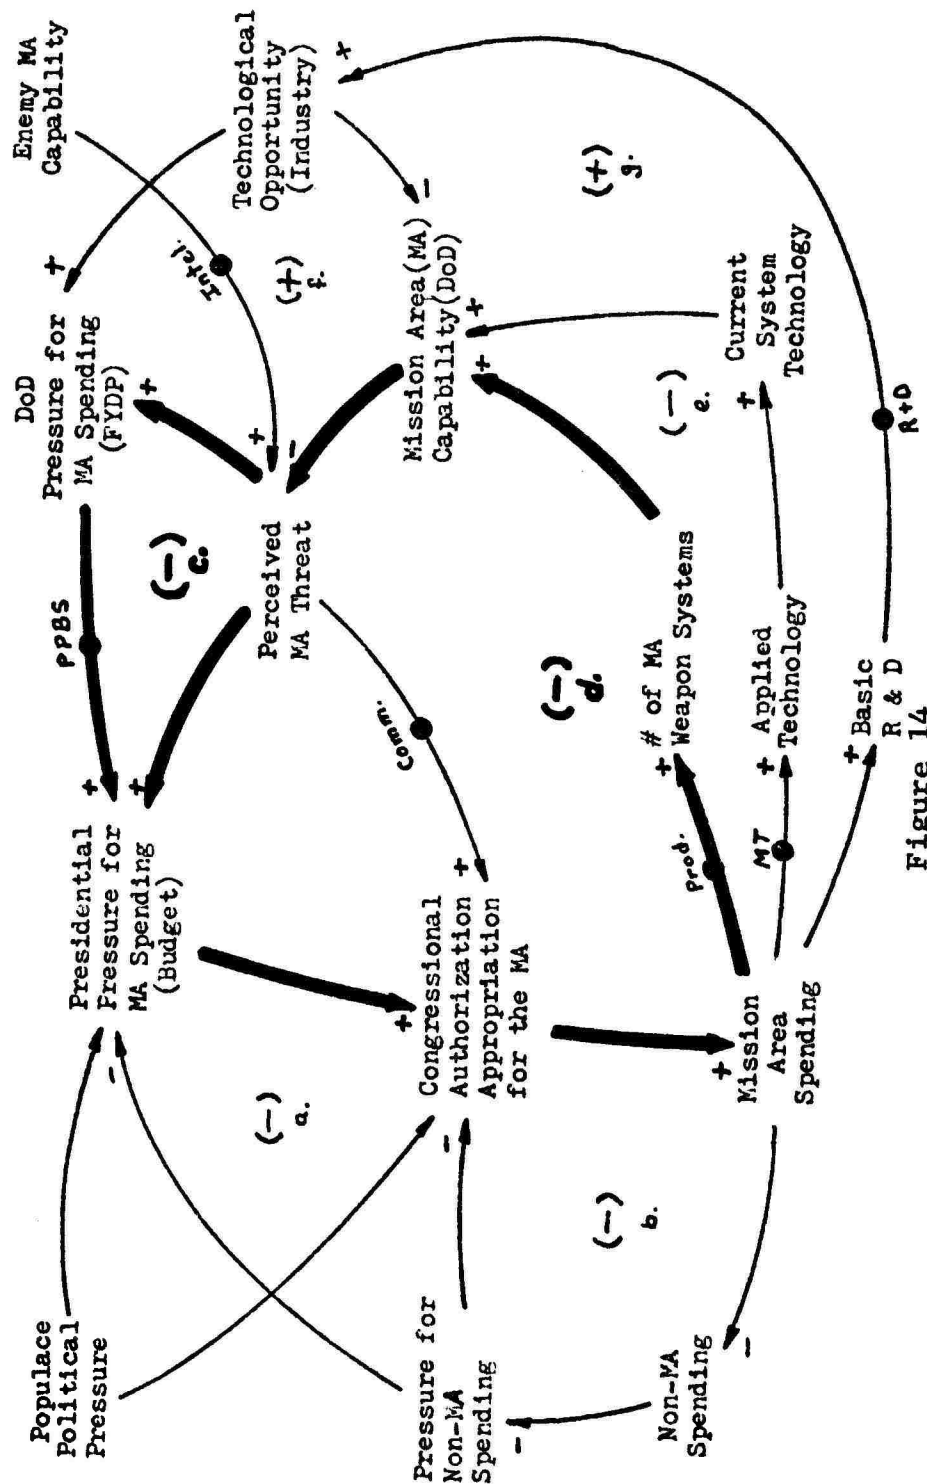 Populace
Political
Pressure
Presidential
Pressure for
MA Spending
(Budget)
+
+
-
PPBS
DoD
Pressure for
MA Spending
(FYDP)
+
+
Enemy MA
Capability
Intel.
(+)
f.
Technological
Opportunity
(Industry)
+
(-)
a.
(-)
c.
Perceived
MA Threat
+
-
Comm.
Pressure for
Non-MA
Spending
-
Congressional
Authorization
Appropriation
for the MA
+
+
-
Mission Area(MA)
Capability(DoD)
-
+
+
(-)
b.
(-)
d.
(-)
e.
(+)
g.
Non-MA
Spending
-
Mission
Area
Spending
+
Prod.
# of MA
Weapon Systems
+
MT
Applied
Technology
+
Current
System
Technology
+
Basic
R & D
+
R+D
Figure 14